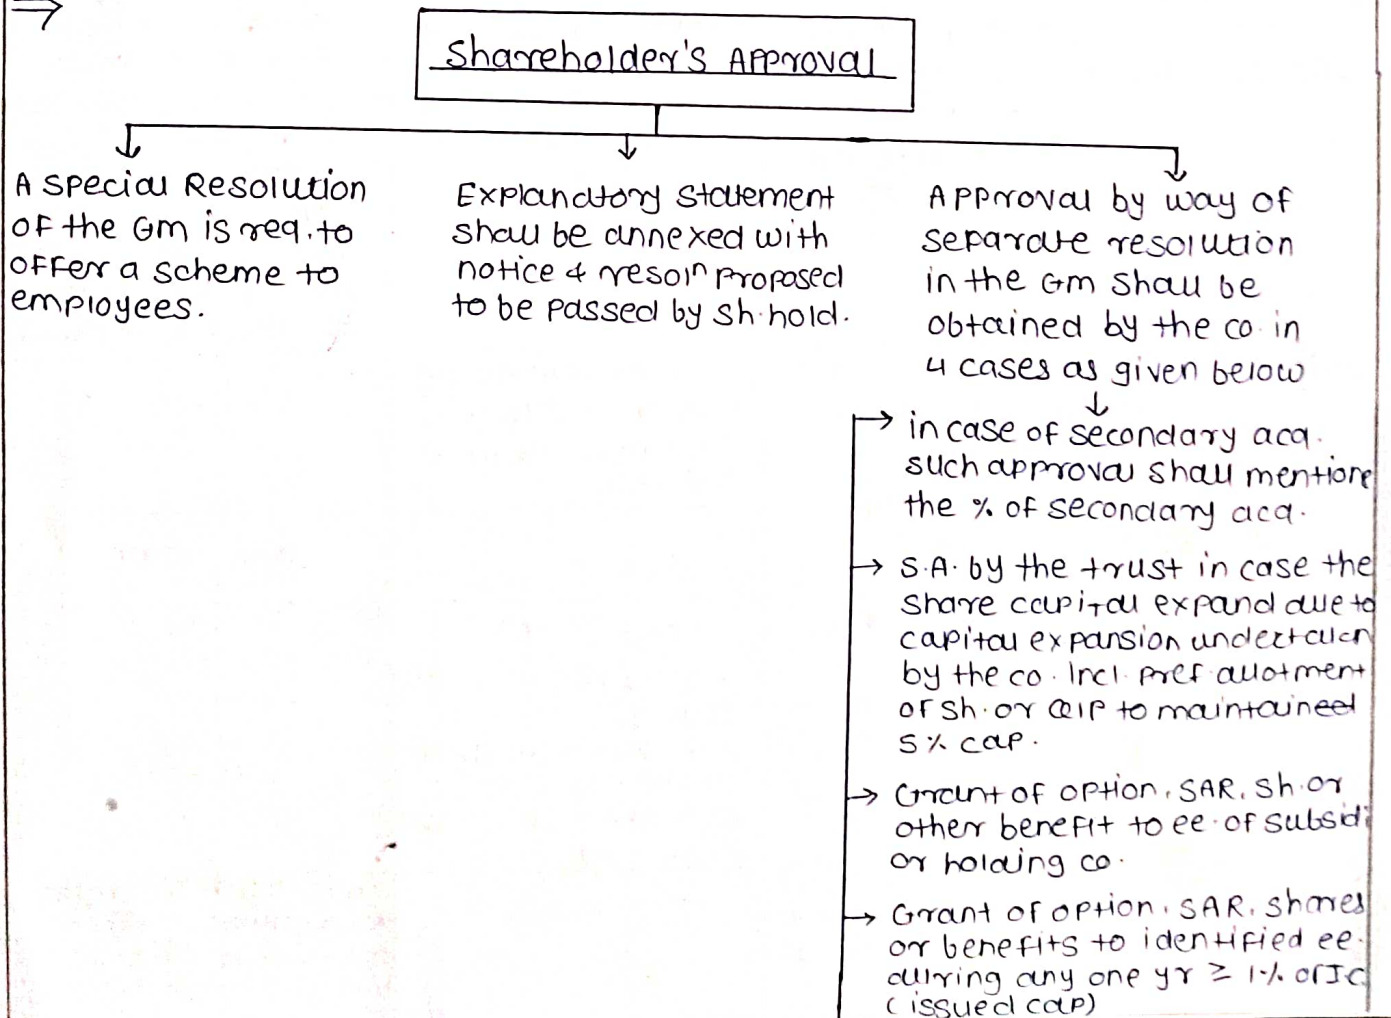 Shareholder's Approval
A Special Resolution
of the GM is req. to
offer a scheme to
employees.
Explanatory Statement
shall be annexed with
notice & resolⁿ proposed
to be passed by sh.hold.
Approval by way of
separate resolution
in the GM shall be
obtained by the co. in
4 cases as given below
in case of secondary acq.
such approval shall mentione
the % of secondary acq.
S.A. by the trust in case the
share capital expand due to
capital expansion undertaken
by the co. incl. pref allotment
of sh. or QIP to maintained
5% cap.
Grant of option, SAR, sh. or
other benefit to ee. of subsidi
or holding co.
Grant of option, SAR, shares
or benefits to identified ee.
during any one yr ≥ 1% of IC
(issued cap)